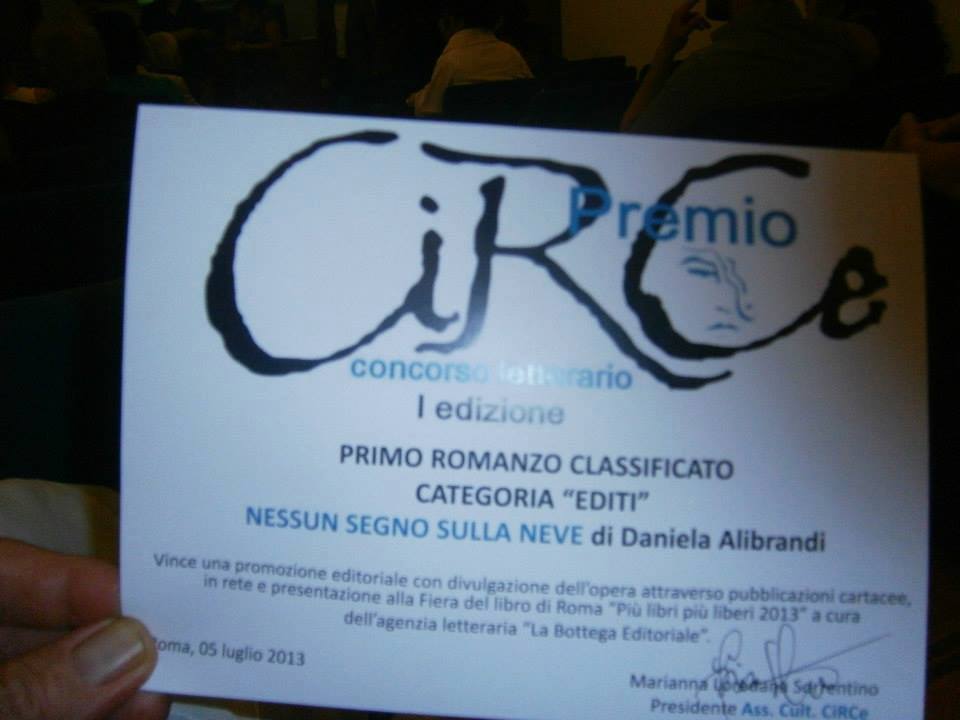 Premio
CiRCe
concorso letterario
I edizione
PRIMO ROMANZO CLASSIFICATO
CATEGORIA “EDITI”
NESSUN SEGNO SULLA NEVE di Daniela Alibrandi
Vince una promozione editoriale con divulgazione dell’opera attraverso pubblicazioni cartacee,
in rete e presentazione alla Fiera del libro di Roma “Più libri più liberi 2013” a cura
dell’agenzia letteraria “La Bottega Editoriale”.
Roma, 05 luglio 2013
Marianna Sorrentino
Presidente Ass. Cult. CiRCe